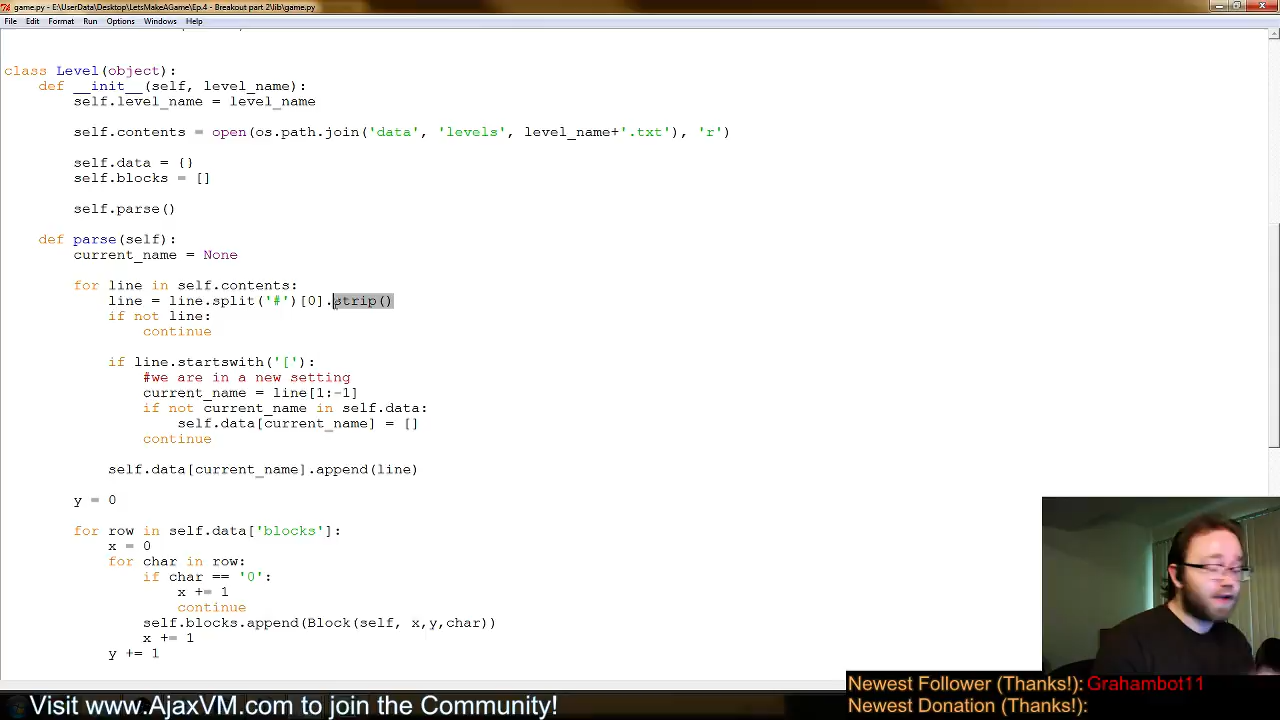 game.py - E:\UserData\Desktop\LetsMakeAGame\Ep.4 - Breakout part 2\lib\game.py
File Edit Format Run Options Windows Help
class Level(object):
def __init__(self, level_name):
self.level_name = level_name
self.contents = open(os.path.join('data', 'levels', level_name+'.txt'), 'r')
self.data = {}
self.blocks = []
self.parse()
def parse(self):
current_name = None
for line in self.contents:
line = line.split('#')[0].strip()
if not line:
continue
if line.startswith('['):
#we are in a new setting
current_name = line[1:-1]
if not current_name in self.data:
self.data[current_name] = []
continue
self.data[current_name].append(line)
y = 0
for row in self.data['blocks']:
x = 0
for char in row:
if char == '0':
x += 1
continue
self.blocks.append(Block(self, x,y,char))
x += 1
y += 1
Newest Follower (Thanks!): Grahambot11
Newest Donation (Thanks!):
Visit www.AjaxVM.com to join the Community!